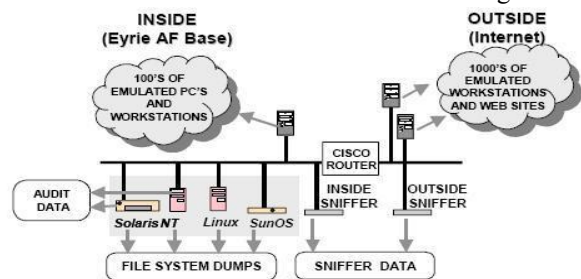 INSIDE
(Eyrie AF Base)
OUTSIDE
(Internet)
100'S OF
EMULATED PC'S
AND
WORKSTATIONS
1000'S OF
EMULATED
WORKSTATIONS
AND WEB SITES
CISCO
ROUTER
AUDIT
DATA
Solaris NT Linux SunOS
INSIDE
SNIFFER
OUTSIDE
SNIFFER
FILE SYSTEM DUMPS
SNIFFER DATA